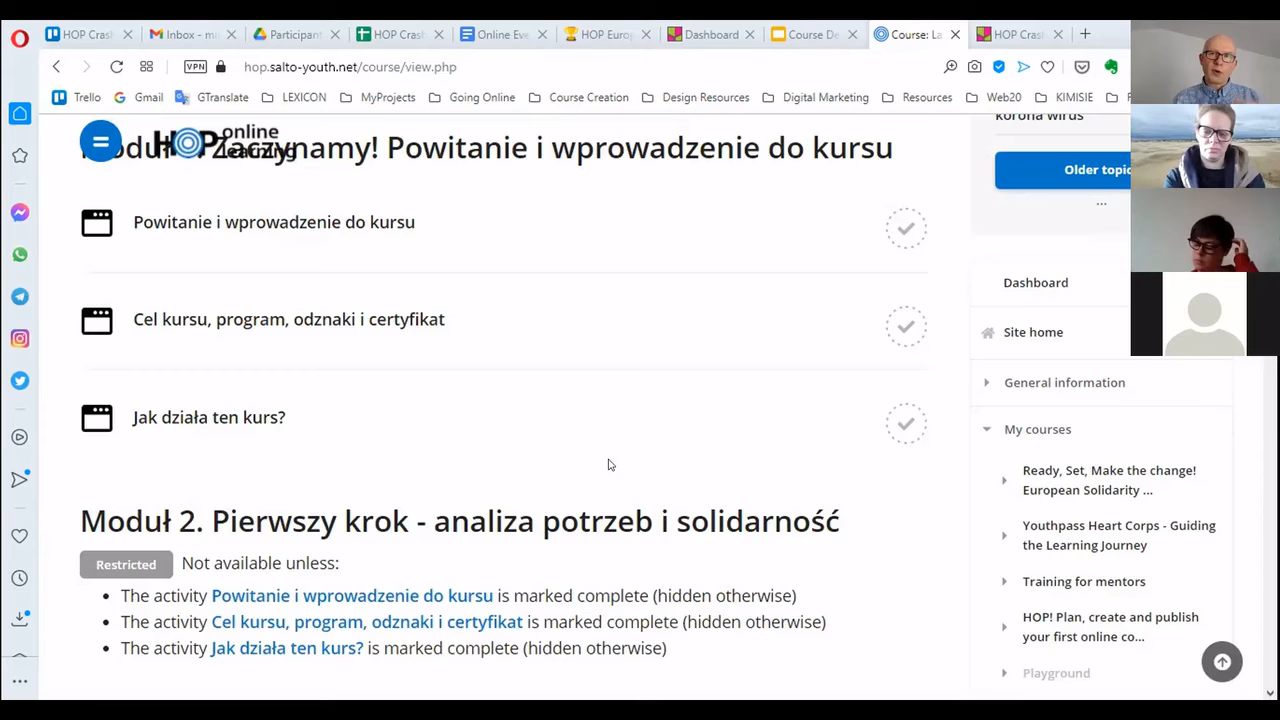 HOP Cras
Inbox - mi
Participant
HOP Cras
Online Eve
HOP Euro
Dashboard
Course De
Course: La
HOP Cras
VPN
hop.salto-youth.net/course/view.php
Trello
Gmail
GTranslate
LEXICON
MyProjects
Going Online
Course Creation
Design Resources
Digital Marketing
Resources
Web20
KIMISIE
HOP online
Learning
Zaczynamy! Powitanie i wprowadzenie do kursu
korona wirus
Older topic
...
Powitanie i wprowadzenie do kursu
Cel kursu, program, odznaki i certyfikat
Jak działa ten kurs?
Moduł 2. Pierwszy krok - analiza potrzeb i solidarność
Restricted Not available unless:
• The activity Powitanie i wprowadzenie do kursu is marked complete (hidden otherwise)
• The activity Cel kursu, program, odznaki i certyfikat is marked complete (hidden otherwise)
• The activity Jak działa ten kurs? is marked complete (hidden otherwise)
Dashboard
Site home
General information
My courses
Ready, Set, Make the change!
European Solidarity ...
Youthpass Heart Corps - Guiding
the Learning Journey
Training for mentors
HOP! Plan, create and publish
your first online co...
Playground